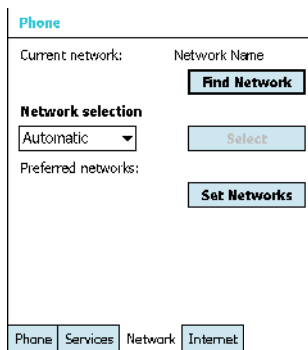 Phone
Current network: Network Name
Find Network
Network selection
Automatic Select
Preferred networks:
Set Networks
Phone Services Network Internet